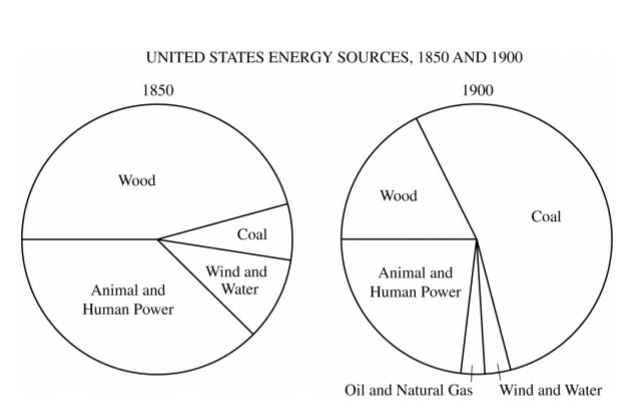 UNITED STATES ENERGY SOURCES, 1850 AND 1900
1850
Wood
Coal
Wind and
Water
Animal and
Human Power
1900
Wood
Coal
Animal and
Human Power
Oil and Natural Gas
Wind and Water